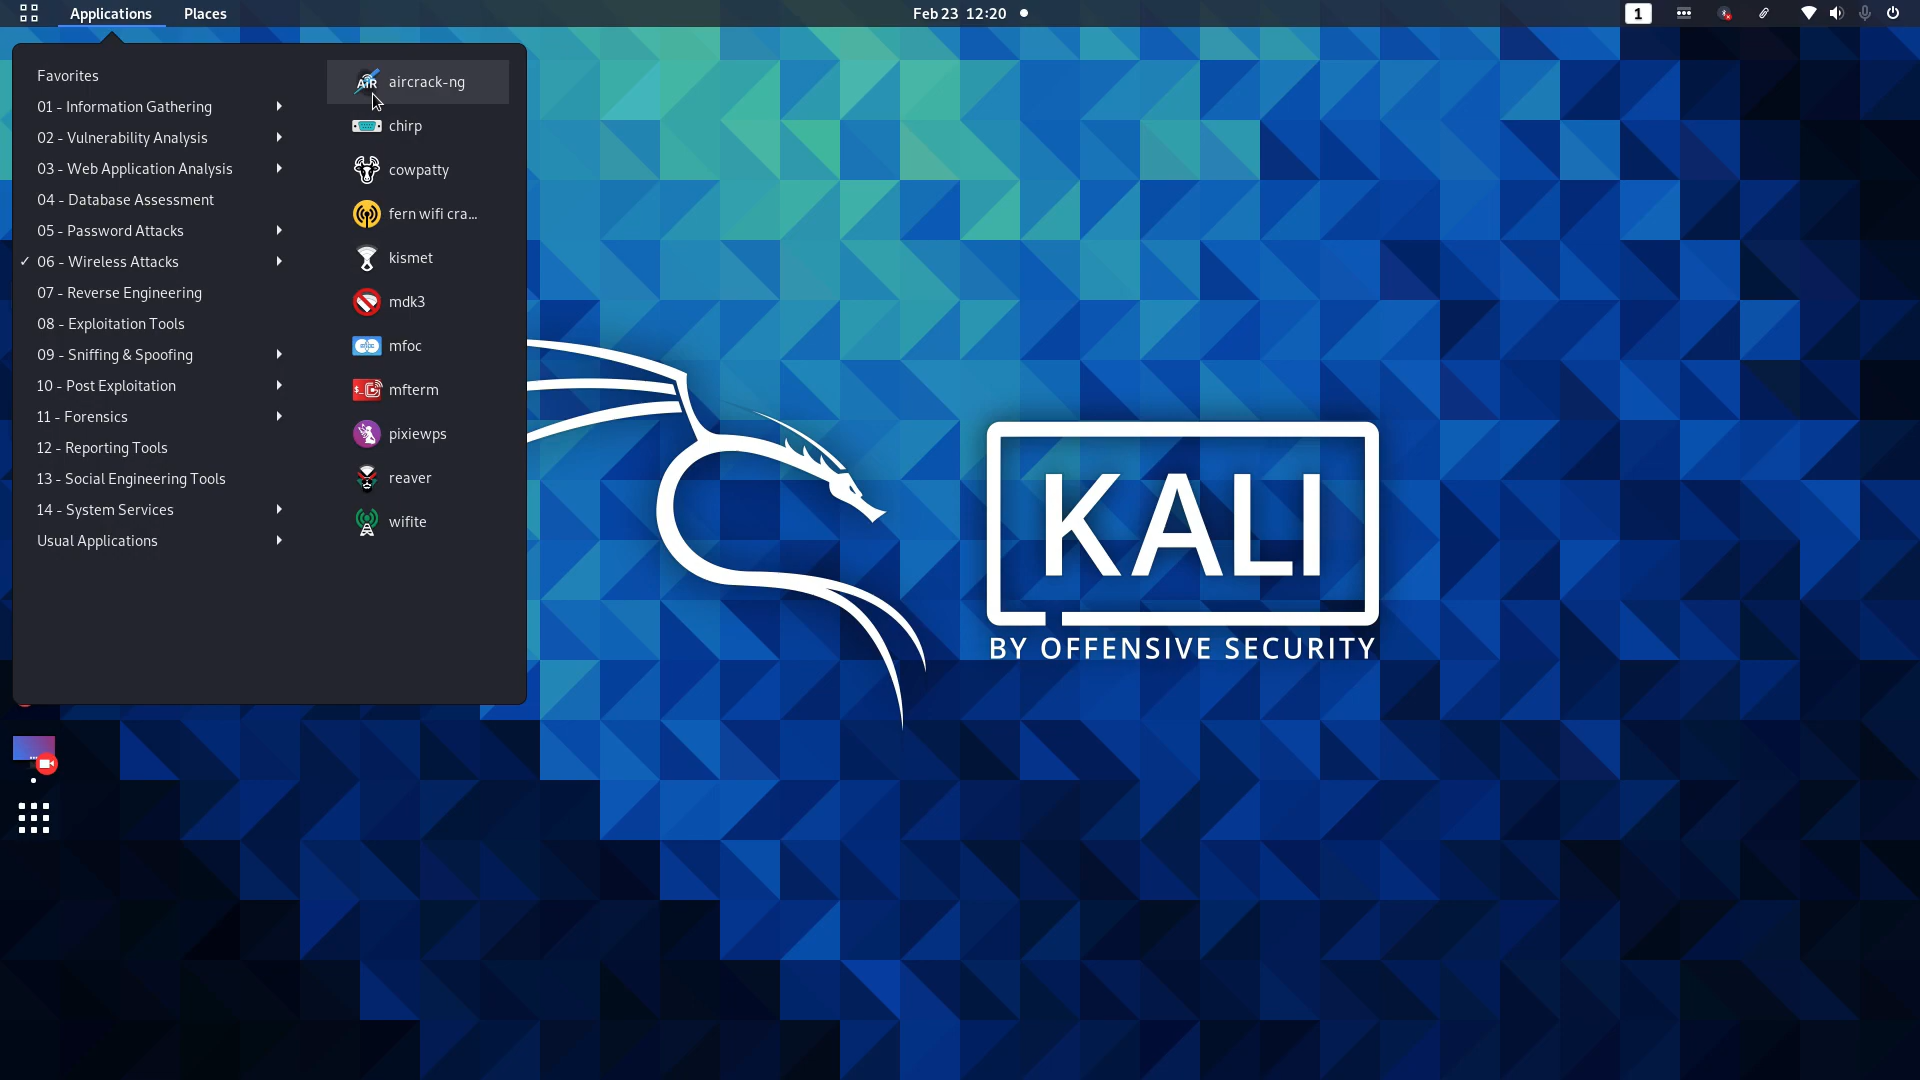 Applications Places Feb 23 12:20 1
Favorites
01 - Information Gathering
02 - Vulnerability Analysis
03 - Web Application Analysis
04 - Database Assessment
05 - Password Attacks
✓ 06 - Wireless Attacks
07 - Reverse Engineering
08 - Exploitation Tools
09 - Sniffing & Spoofing
10 - Post Exploitation
11 - Forensics
12 - Reporting Tools
13 - Social Engineering Tools
14 - System Services
Usual Applications
aircrack-ng
chirp
cowpatty
fern wifi cra...
kismet
mdk3
mfoc
mfterm
pixiewps
reaver
wifite
KALI
BY OFFENSIVE SECURITY